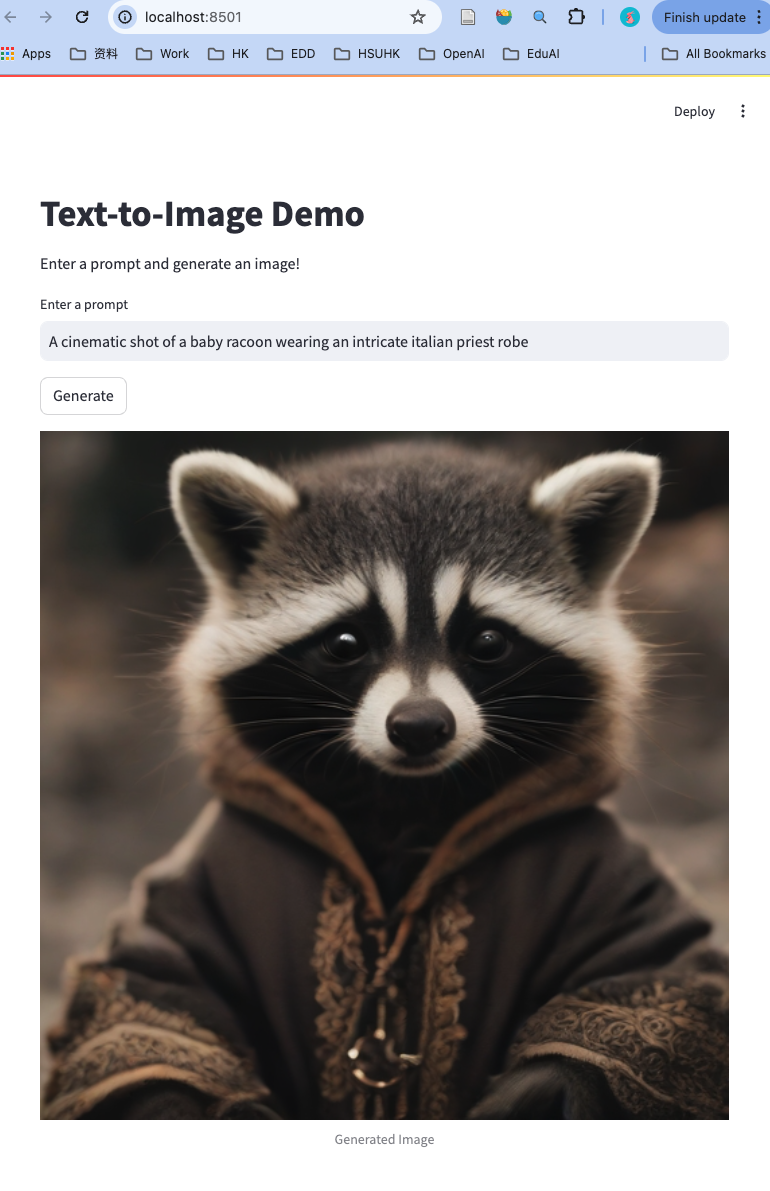 localhost:8501
Finish update
Apps 资料 Work HK EDD HSUHK OpenAI EduAI All Bookmarks
Deploy
Text-to-Image Demo
Enter a prompt and generate an image!
Enter a prompt
A cinematic shot of a baby racoon wearing an intricate italian priest robe
Generate
Generated Image